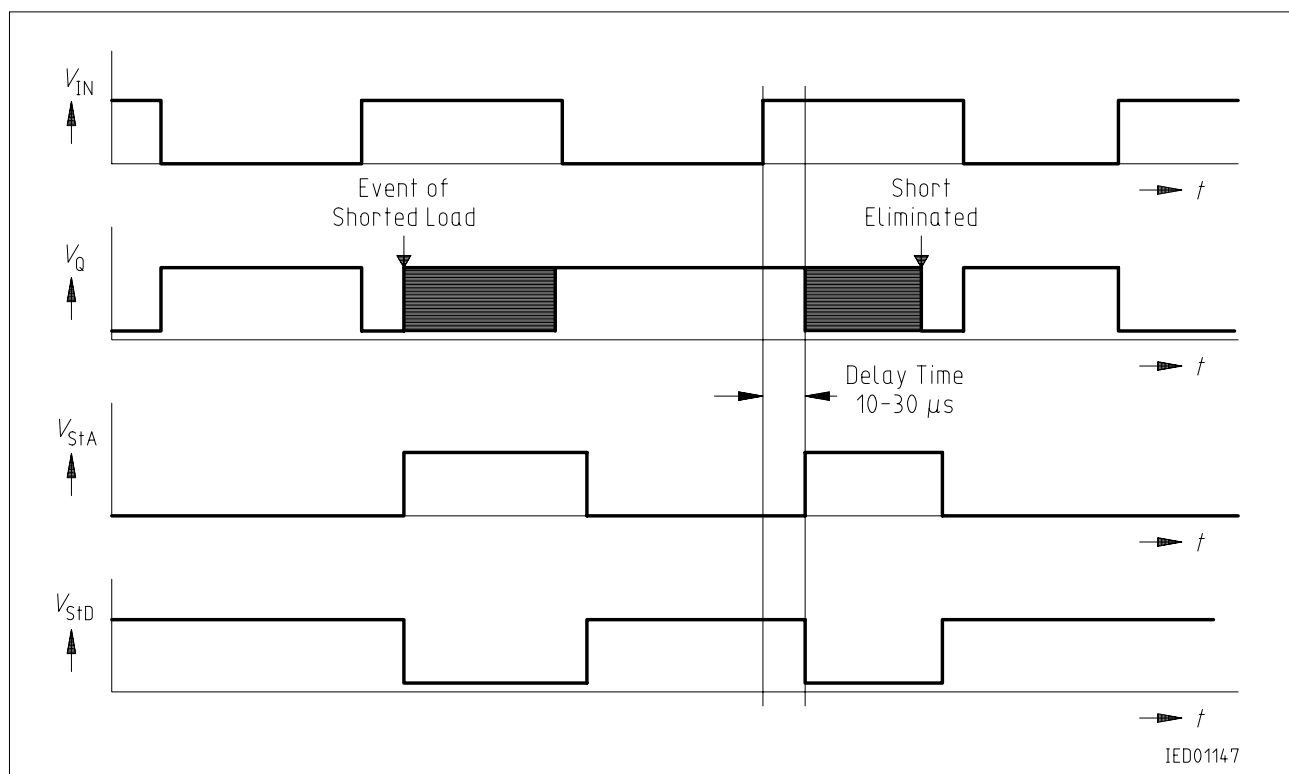 V_IN
t
Event of
Shorted Load
Short
Eliminated
V_Q
t
Delay Time
10-30 µs
V_StA
t
V_StD
t
IED01147